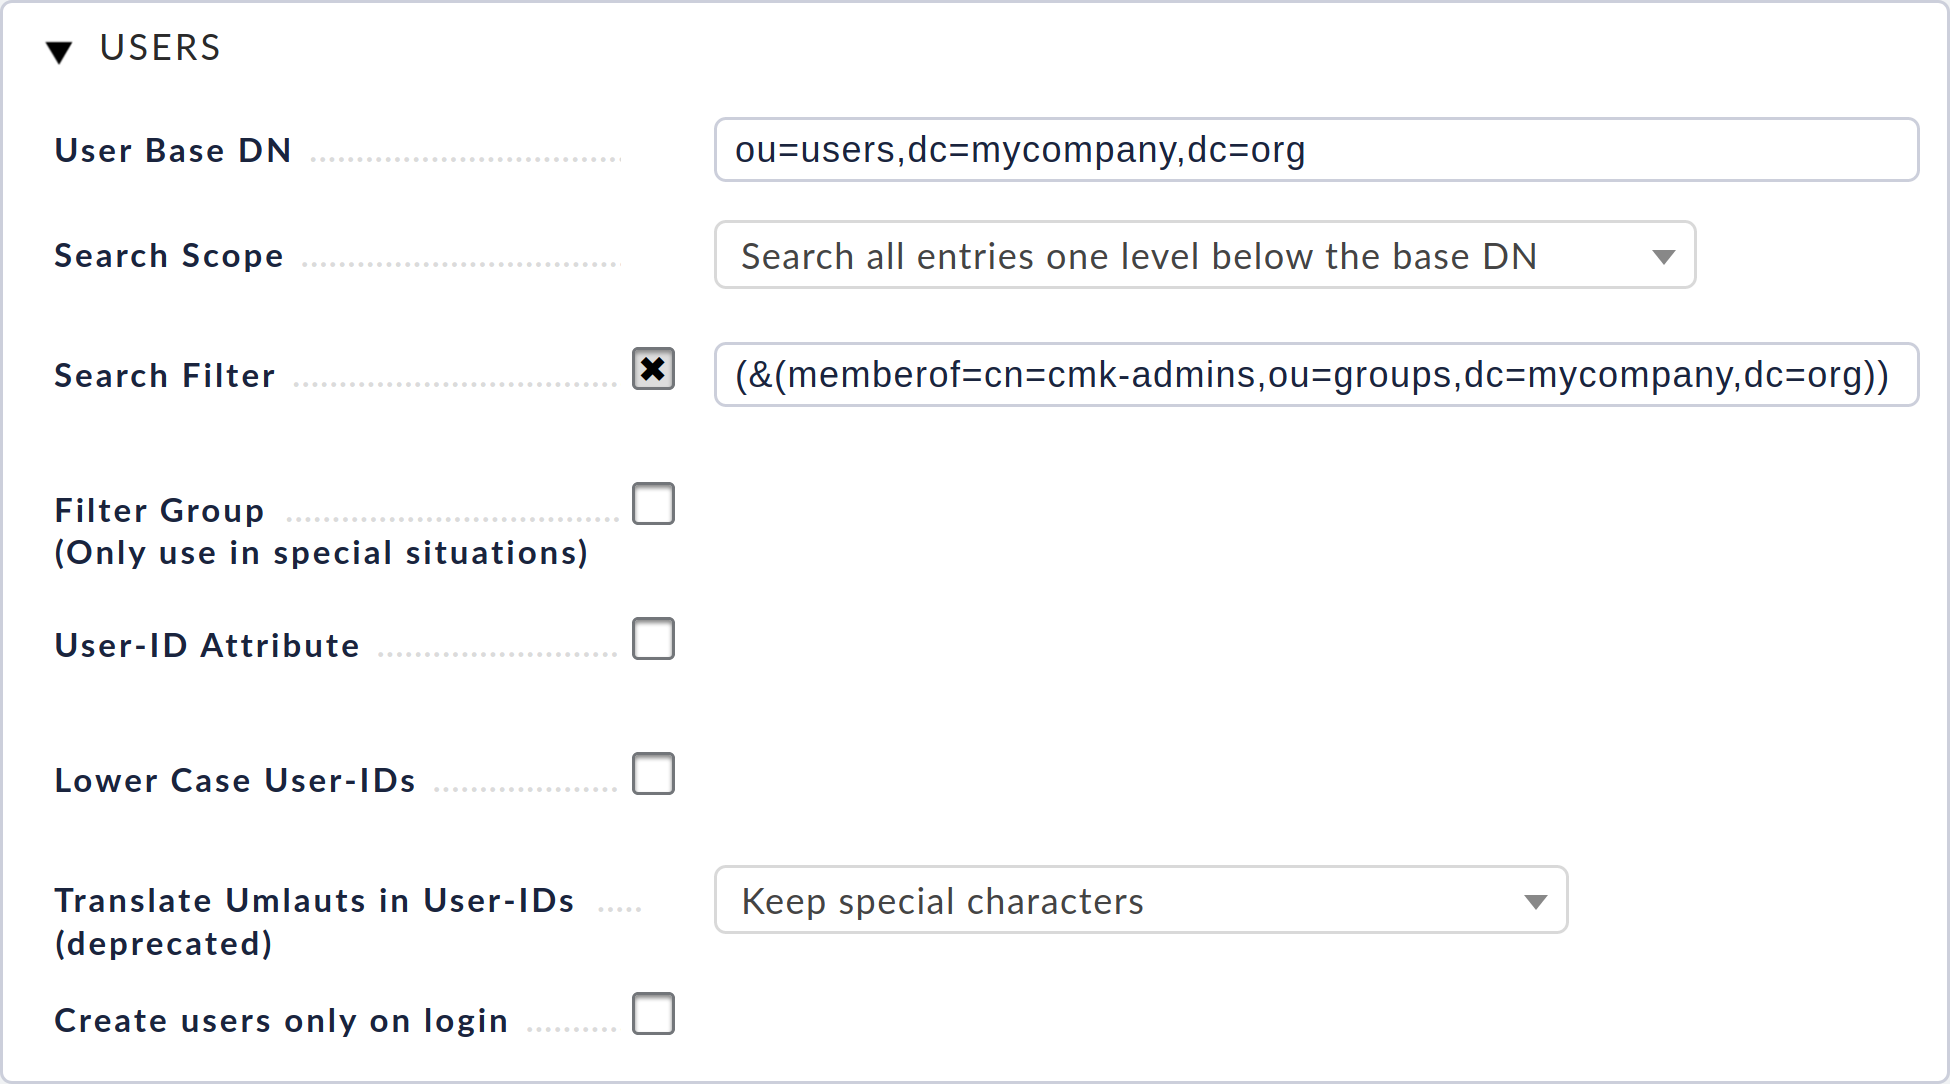 USERS
User Base DN
ou=users,dc=mycompany,dc=org
Search Scope
Search all entries one level below the base DN
Search Filter
(&(memberof=cn=cmk-admins,ou=groups,dc=mycompany,dc=org))
Filter Group
(Only use in special situations)
User-ID Attribute
Lower Case User-IDs
Translate Umlauts in User-IDs
(deprecated)
Keep special characters
Create users only on login